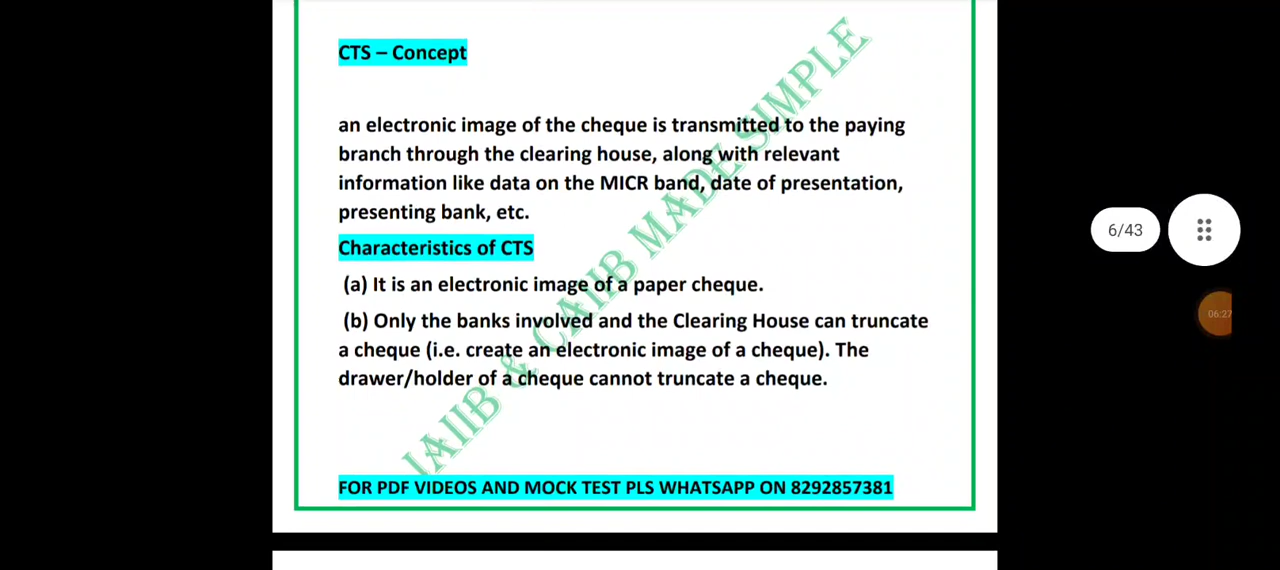 CTS – Concept
an electronic image of the cheque is transmitted to the paying
branch through the clearing house, along with relevant
information like data on the MICR band, date of presentation,
presenting bank, etc.
Characteristics of CTS
(a) It is an electronic image of a paper cheque.
(b) Only the banks involved and the Clearing House can truncate
a cheque (i.e. create an electronic image of a cheque). The
drawer/holder of a cheque cannot truncate a cheque.
FOR PDF VIDEOS AND MOCK TEST PLS WHATSAPP ON 8292857381
JAIIB & CAIIB MADE SIMPLE
6/43
06:27